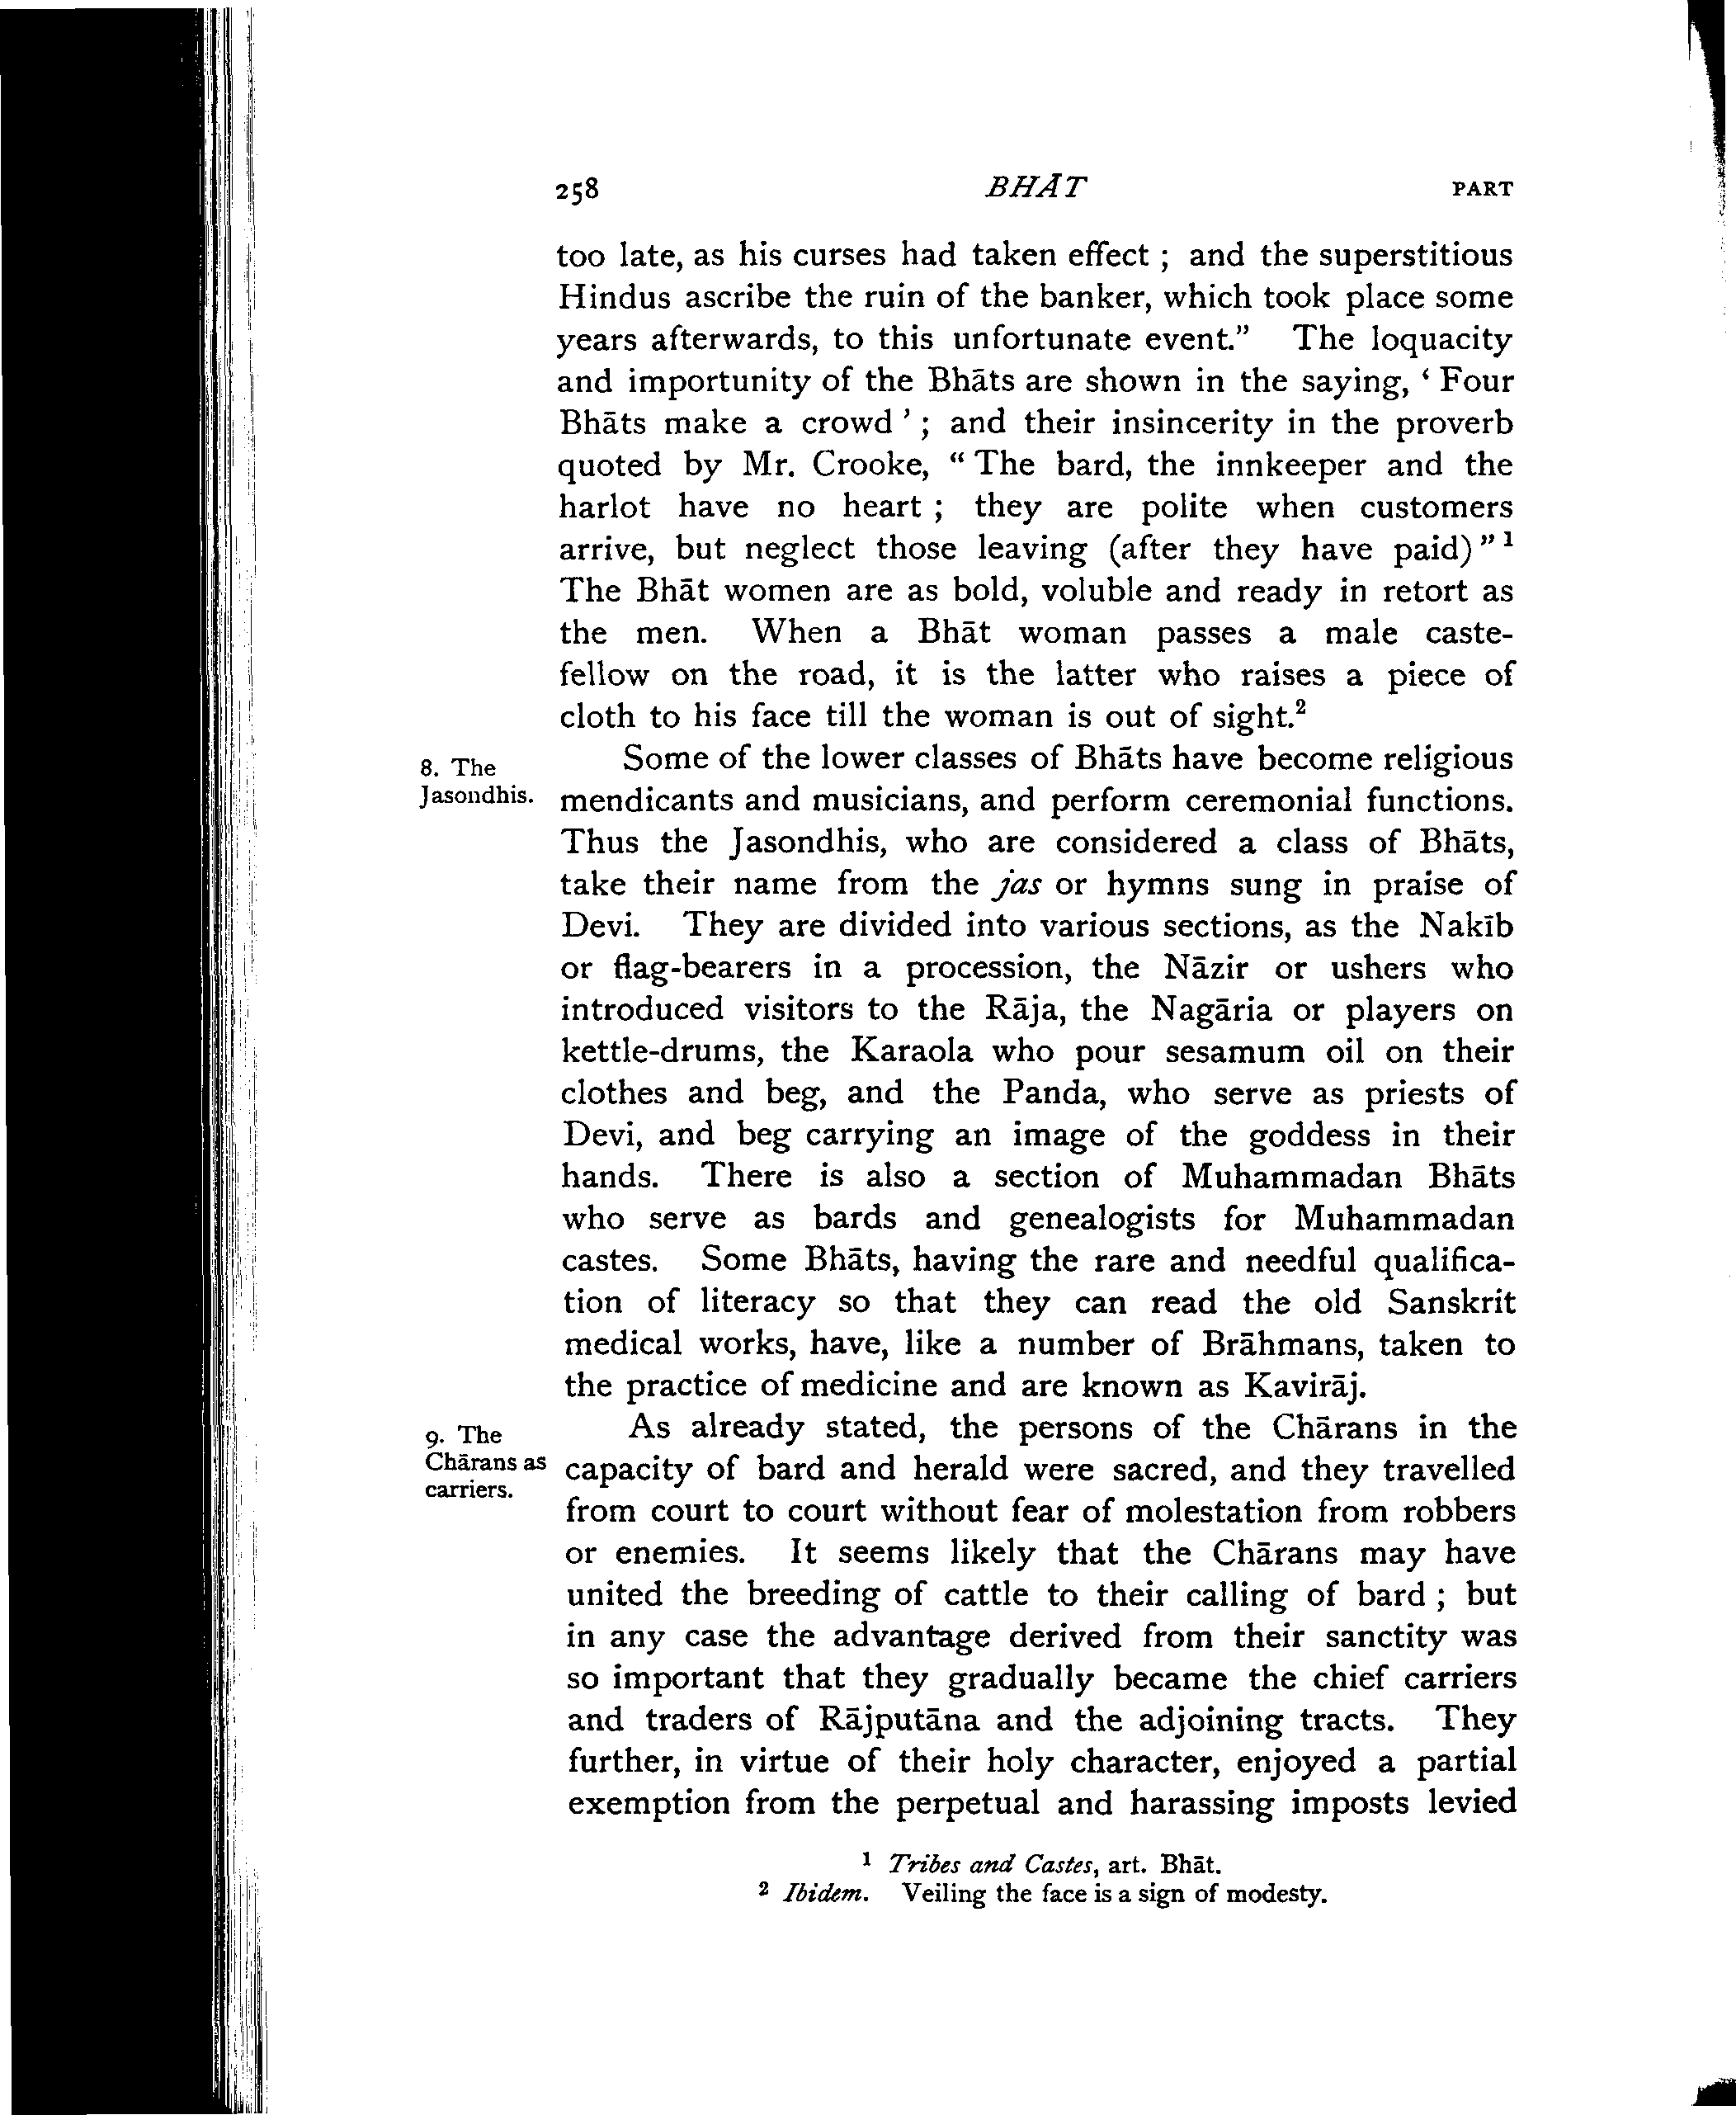 258 BHĀT PART
too late, as his curses had taken effect ; and the superstitious
Hindus ascribe the ruin of the banker, which took place some
years afterwards, to this unfortunate event.” The loquacity
and importunity of the Bhāts are shown in the saying, ‘ Four
Bhāts make a crowd ’ ; and their insincerity in the proverb
quoted by Mr. Crooke, “ The bard, the innkeeper and the
harlot have no heart ; they are polite when customers
arrive, but neglect those leaving (after they have paid) ” ¹
The Bhāt women are as bold, voluble and ready in retort as
the men. When a Bhāt woman passes a male caste-
fellow on the road, it is the latter who raises a piece of
cloth to his face till the woman is out of sight.²
8. The
Jasondhis.
Some of the lower classes of Bhāts have become religious
mendicants and musicians, and perform ceremonial functions.
Thus the Jasondhis, who are considered a class of Bhāts,
take their name from the jas or hymns sung in praise of
Devi. They are divided into various sections, as the Nakīb
or flag-bearers in a procession, the Nāzir or ushers who
introduced visitors to the Rāja, the Nagāria or players on
kettle-drums, the Karaola who pour sesamum oil on their
clothes and beg, and the Panda, who serve as priests of
Devi, and beg carrying an image of the goddess in their
hands. There is also a section of Muhammadan Bhāts
who serve as bards and genealogists for Muhammadan
castes. Some Bhāts, having the rare and needful qualifica-
tion of literacy so that they can read the old Sanskrit
medical works, have, like a number of Brāhmans, taken to
the practice of medicine and are known as Kavirāj.
9. The
Chārans as
carriers.
As already stated, the persons of the Chārans in the
capacity of bard and herald were sacred, and they travelled
from court to court without fear of molestation from robbers
or enemies. It seems likely that the Chārans may have
united the breeding of cattle to their calling of bard ; but
in any case the advantage derived from their sanctity was
so important that they gradually became the chief carriers
and traders of Rājputāna and the adjoining tracts. They
further, in virtue of their holy character, enjoyed a partial
exemption from the perpetual and harassing imposts levied
¹ Tribes and Castes, art. Bhāt.
² Ibidem. Veiling the face is a sign of modesty.